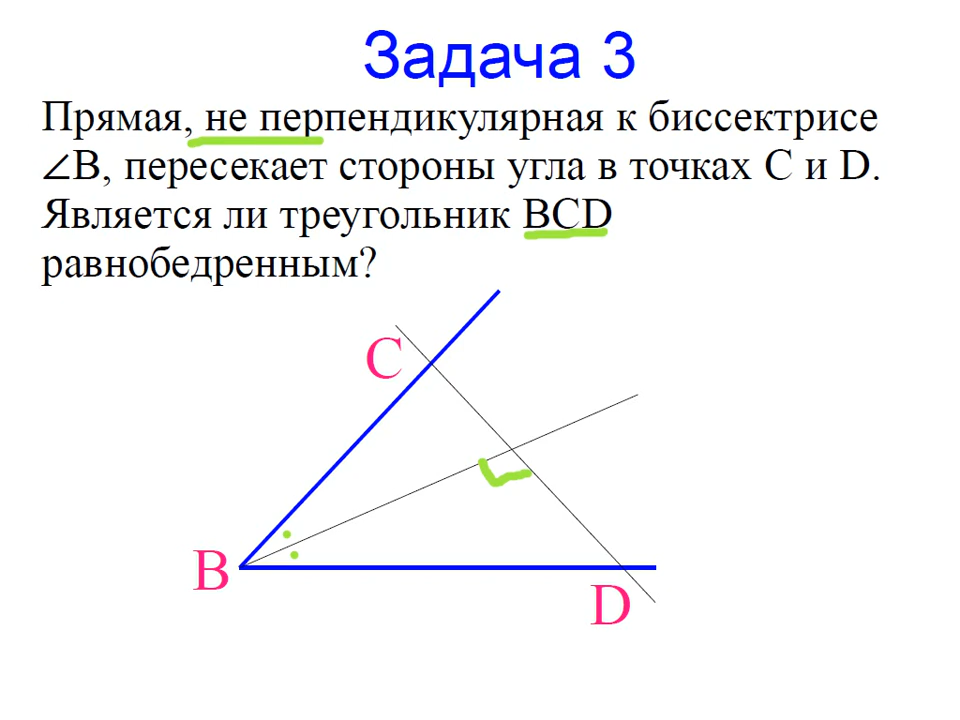 Задача 3
Прямая, не перпендикулярная к биссектрисе
∠B, пересекает стороны угла в точках C и D.
Является ли треугольник BCD
равнобедренным?
C
B
D